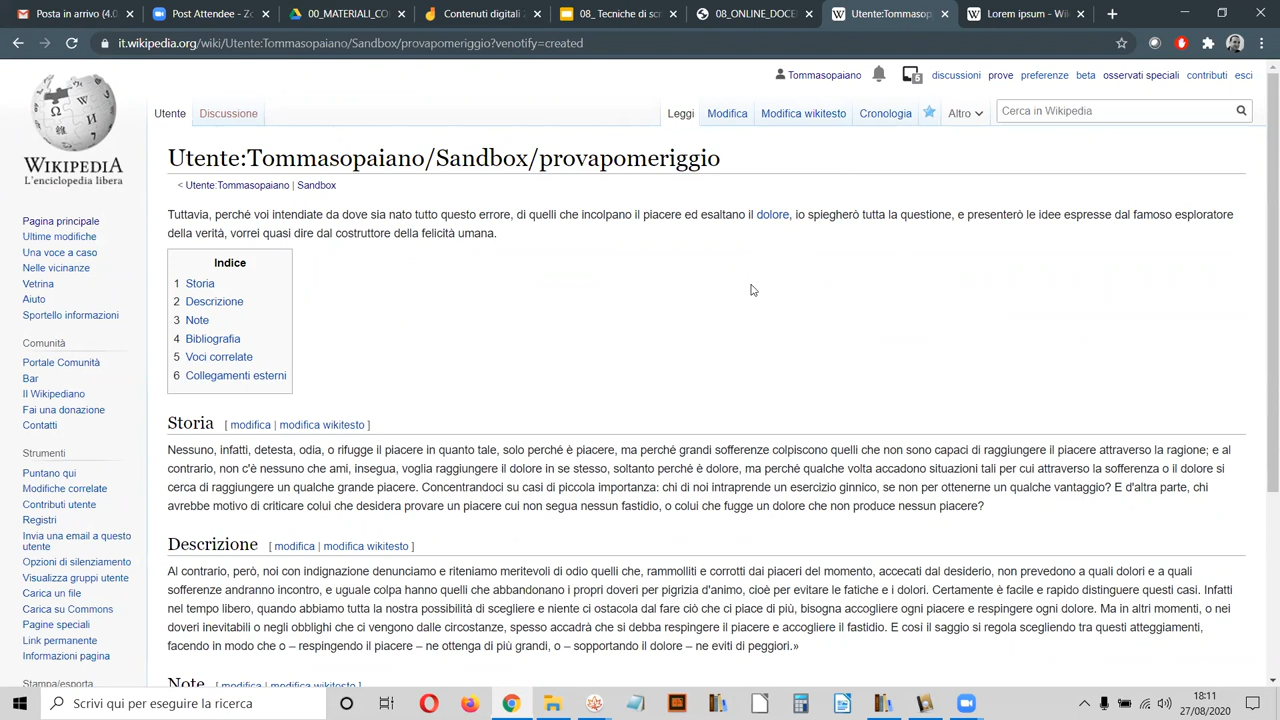 Posta in arrivo (4.0
Post Attendee - Ze
00_MATERIALI_CO
Contenuti digitali
08_ Tecniche di scr
08_ONLINE_DOCE
Utente:Tommasop
Lorem ipsum - Wik
it.wikipedia.org/wiki/Utente:Tommasopaiano/Sandbox/provapomeriggio?venotify=created
Tommasopaiano 5 discussioni prove preferenze beta osservati speciali contributi esci
Utente Discussione Leggi Modifica Modifica wikitesto Cronologia Altro Cerca in Wikipedia
WIKIPEDIA
L'enciclopedia libera
Pagina principale
Ultime modifiche
Una voce a caso
Nelle vicinanze
Vetrina
Aiuto
Sportello informazioni
Comunità
Portale Comunità
Bar
Il Wikipediano
Fai una donazione
Contatti
Strumenti
Puntano qui
Modifiche correlate
Contributi utente
Registri
Invia una email a questo
utente
Opzioni di silenziamento
Visualizza gruppi utente
Carica un file
Carica su Commons
Pagine speciali
Link permanente
Informazioni pagina
Stampa/esporta
Utente:Tommasopaiano/Sandbox/provapomeriggio
< Utente:Tommasopaiano | Sandbox
Tuttavia, perché voi intendiate da dove sia nato tutto questo errore, di quelli che incolpano il piacere ed esaltano il dolore, io spiegherò tutta la questione, e presenterò le idee espresse dal famoso esploratore
della verità, vorrei quasi dire dal costruttore della felicità umana.
Indice
1 Storia
2 Descrizione
3 Note
4 Bibliografia
5 Voci correlate
6 Collegamenti esterni
Storia [ modifica | modifica wikitesto ]
Nessuno, infatti, detesta, odia, o rifugge il piacere in quanto tale, solo perché è piacere, ma perché grandi sofferenze colpiscono quelli che non sono capaci di raggiungere il piacere attraverso la ragione; e al
contrario, non c'è nessuno che ami, insegua, voglia raggiungere il dolore in se stesso, soltanto perché è dolore, ma perché qualche volta accadono situazioni tali per cui attraverso la sofferenza o il dolore si
cerca di raggiungere un qualche grande piacere. Concentrandoci su casi di piccola importanza: chi di noi intraprende un esercizio ginnico, se non per ottenerne un qualche vantaggio? E d'altra parte, chi
avrebbe motivo di criticare colui che desidera provare un piacere cui non segua nessun fastidio, o colui che fugge un dolore che non produce nessun piacere?
Descrizione [ modifica | modifica wikitesto ]
Al contrario, però, noi con indignazione denunciamo e riteniamo meritevoli di odio quelli che, rammolliti e corrotti dai piaceri del momento, accecati dal desiderio, non prevedono a quali dolori e a quali
sofferenze andranno incontro, e uguale colpa hanno quelli che abbandonano i propri doveri per pigrizia d'animo, cioè per evitare le fatiche e i dolori. Certamente è facile e rapido distinguere questi casi. Infatti
nel tempo libero, quando abbiamo tutta la nostra possibilità di scegliere e niente ci ostacola dal fare ciò che ci piace di più, bisogna accogliere ogni piacere e respingere ogni dolore. Ma in altri momenti, o nei
doveri inevitabili o negli obblighi che ci vengono dalle circostanze, spesso accadrà che si debba respingere il piacere e accogliere il fastidio. E così il saggio si regola scegliendo tra questi atteggiamenti,
facendo in modo che o – respingendo il piacere – ne ottenga di più grandi, o – sopportando il dolore – ne eviti di peggiori.»
Note [ modifica | modifica wikitesto ]
Scrivi qui per eseguire la ricerca
18:11
27/08/2020